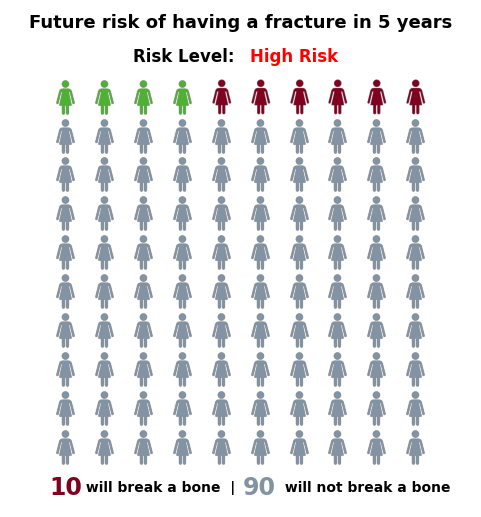 Future risk of having a fracture in 5 years
Risk Level: High Risk
10 will break a bone | 90 will not break a bone